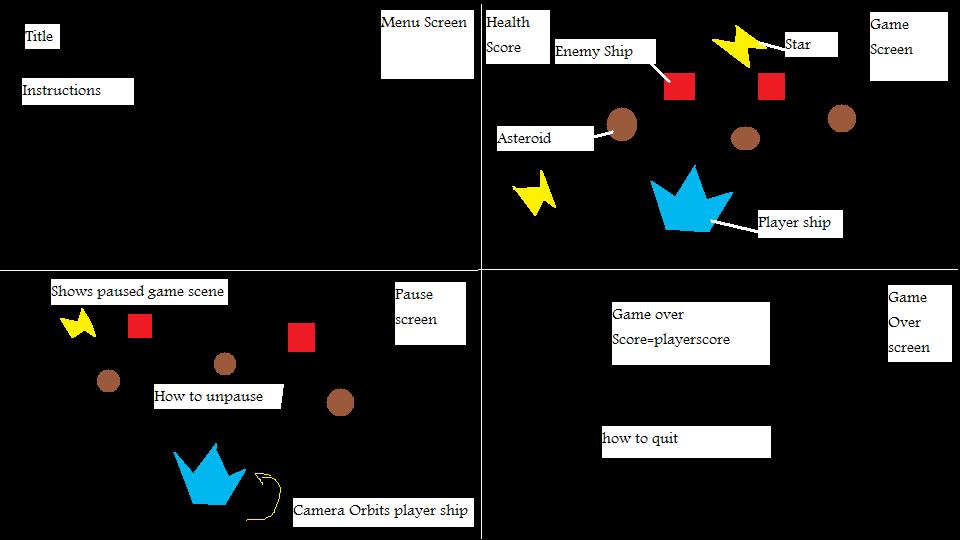 Title
Menu Screen
Instructions
Health
Score
Enemy Ship
Star
Game
Screen
Asteroid
Player ship
Shows paused game scene
Pause
screen
How to unpause
Camera Orbits player ship
Game over
Score=playerscore
Game
Over
screen
how to quit